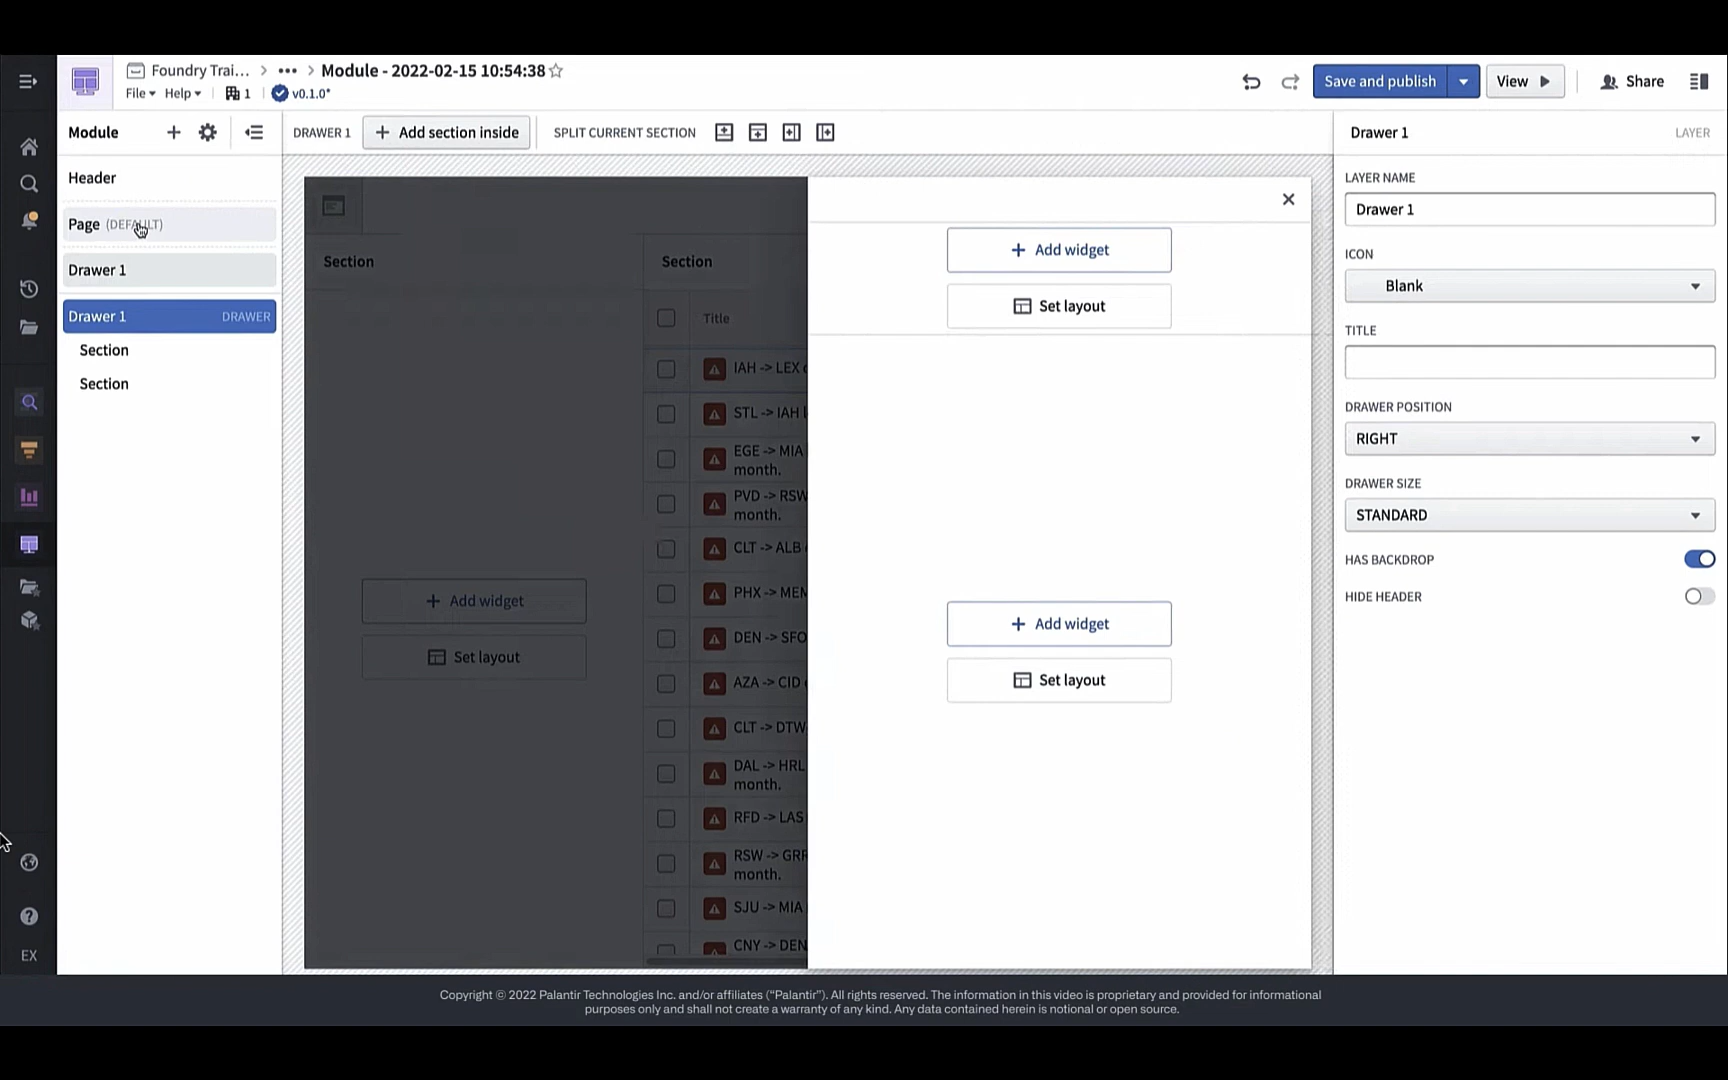 Foundry Trai... > ••• > Module - 2022-02-15 10:54:38
File Help 1 v0.1.0*
Save and publish
View
Share
Module
DRAWER 1
Add section inside
SPLIT CURRENT SECTION
Drawer 1
LAYER
Header
Page (DEFAULT)
Drawer 1
Drawer 1 DRAWER
Section
Section
EX
Section
Add widget
Set layout
Section
Title
IAH -> LEX
STL -> IAH
EGE -> MIA
month.
PVD -> RSW
month.
CLT -> ALB
PHX -> MEM
DEN -> SFO
AZA -> CID
CLT -> DTW
DAL -> HRL
month.
RFD -> LAS
RSW -> GRR
month.
SJU -> MIA
CNY -> DEN
Add widget
Set layout
Add widget
Set layout
LAYER NAME
Drawer 1
ICON
Blank
TITLE
DRAWER POSITION
RIGHT
DRAWER SIZE
STANDARD
HAS BACKDROP
HIDE HEADER
Copyright © 2022 Palantir Technologies Inc. and/or affiliates (“Palantir”). All rights reserved. The information in this video is proprietary and provided for informational
purposes only and shall not create a warranty of any kind. Any data contained herein is notional or open source.